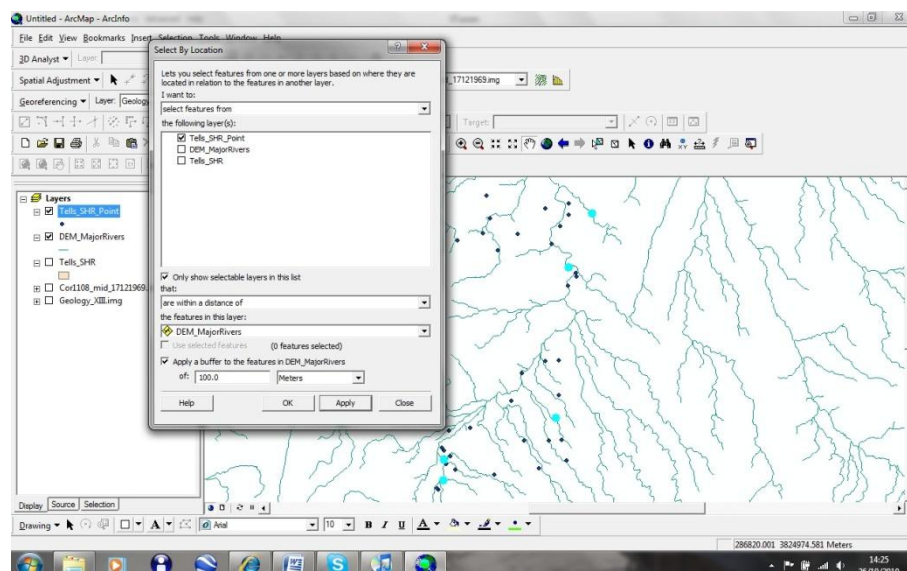 Untitled - ArcMap - ArcInfo
File Edit View Bookmarks Insert Selection Tools Window Help
3D Analyst Layer:
Spatial Adjustment
_17121969.img
Georeferencing Layer: Geology
Target:
Select By Location
Lets you select features from one or more layers based on where they are
located in relation to the features in another layer.
I want to:
select features from
the following layer(s):
Tells_SHR_Point
DEM_MajorRivers
Tells_SHR
Only show selectable layers in this list
that:
are within a distance of
the features in this layer:
DEM_MajorRivers
Use selected features (0 features selected)
Apply a buffer to the features in DEM_MajorRivers
of: 100.0 Meters
Help OK Apply Close
Layers
Tells_SHR_Point
DEM_MajorRivers
Tells_SHR
Cor1108_mid_17121969.
Geology_XIII.img
Display Source Selection
Drawing A Arial 10 B I U A
286820.001 3824974.581 Meters
14:25
26/10/2010